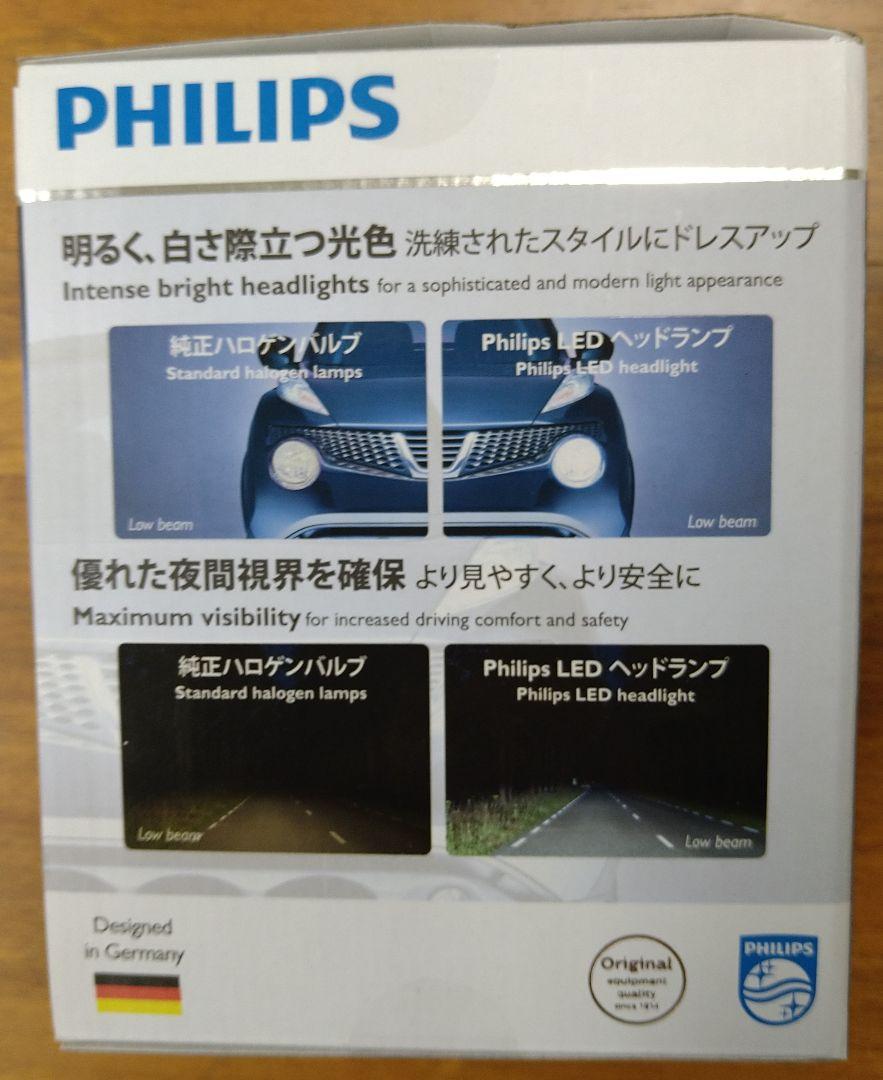 PHILIPS
明るく、白さ際立つ光色 洗練されたスタイルにドレスアップ
Intense bright headlights for a sophisticated and modern light appearance
純正ハロゲンバルブ
Standard halogen lamps
Low beam
Philips LED ヘッドランプ
Philips LED headlight
Low beam
優れた夜間視界を確保 より見やすく、より安全に
Maximum visibility for increased driving comfort and safety
純正ハロゲンバルブ
Standard halogen lamps
Low beam
Philips LED ヘッドランプ
Philips LED headlight
Low beam
Designed
in Germany
Original
equipment
quality
since 1914
PHILIPS